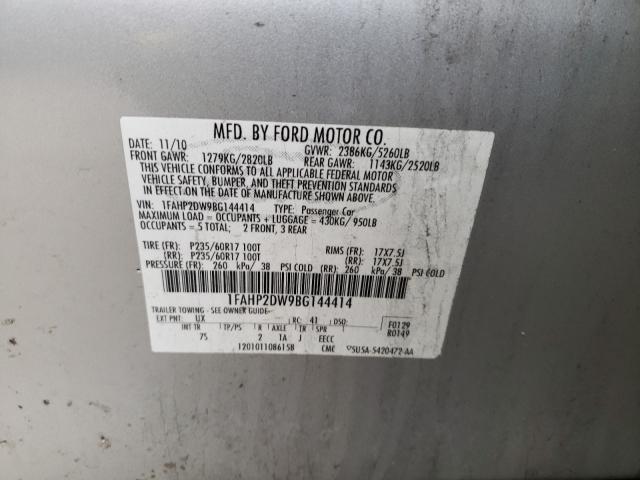 MFD. BY FORD MOTOR CO.
DATE: 11/10 GVWR: 2386KG/5260LB
FRONT GAWR: 1279KG/2820LB REAR GAWR: 1143KG/2520LB
THIS VEHICLE CONFORMS TO ALL APPLICABLE FEDERAL MOTOR
VEHICLE SAFETY, BUMPER, AND THEFT PREVENTION STANDARDS
IN EFFECT ON THE DATE OF MANUFACTURE SHOWN ABOVE.
VIN: 1FAHP2DW9BG144414 TYPE: Passenger Car
MAXIMUM LOAD = OCCUPANTS + LUGGAGE = 430KG/ 950LB
OCCUPANTS = 5 TOTAL; 2 FRONT, 3 REAR
TIRE (FR): P235/60R17 100T RIMS (FR): 17X7.5J
(RR): P235/60R17 100T (RR): 17X7.5J
PRESSURE (FR): 260 kPa/ 38 PSI COLD (RR): 260 kPa/ 38 PSI COLD
1FAHP2DW9BG144414
TRAILER TOWING - SEE OWNER GUIDE
EXT PNT: UX RC: 41 DSO: F0129
INT TR TP/PS R AXLE TR SPR R0149
75 2 1A J EECC
120101108615B CMC 5U5A-5420472-AA